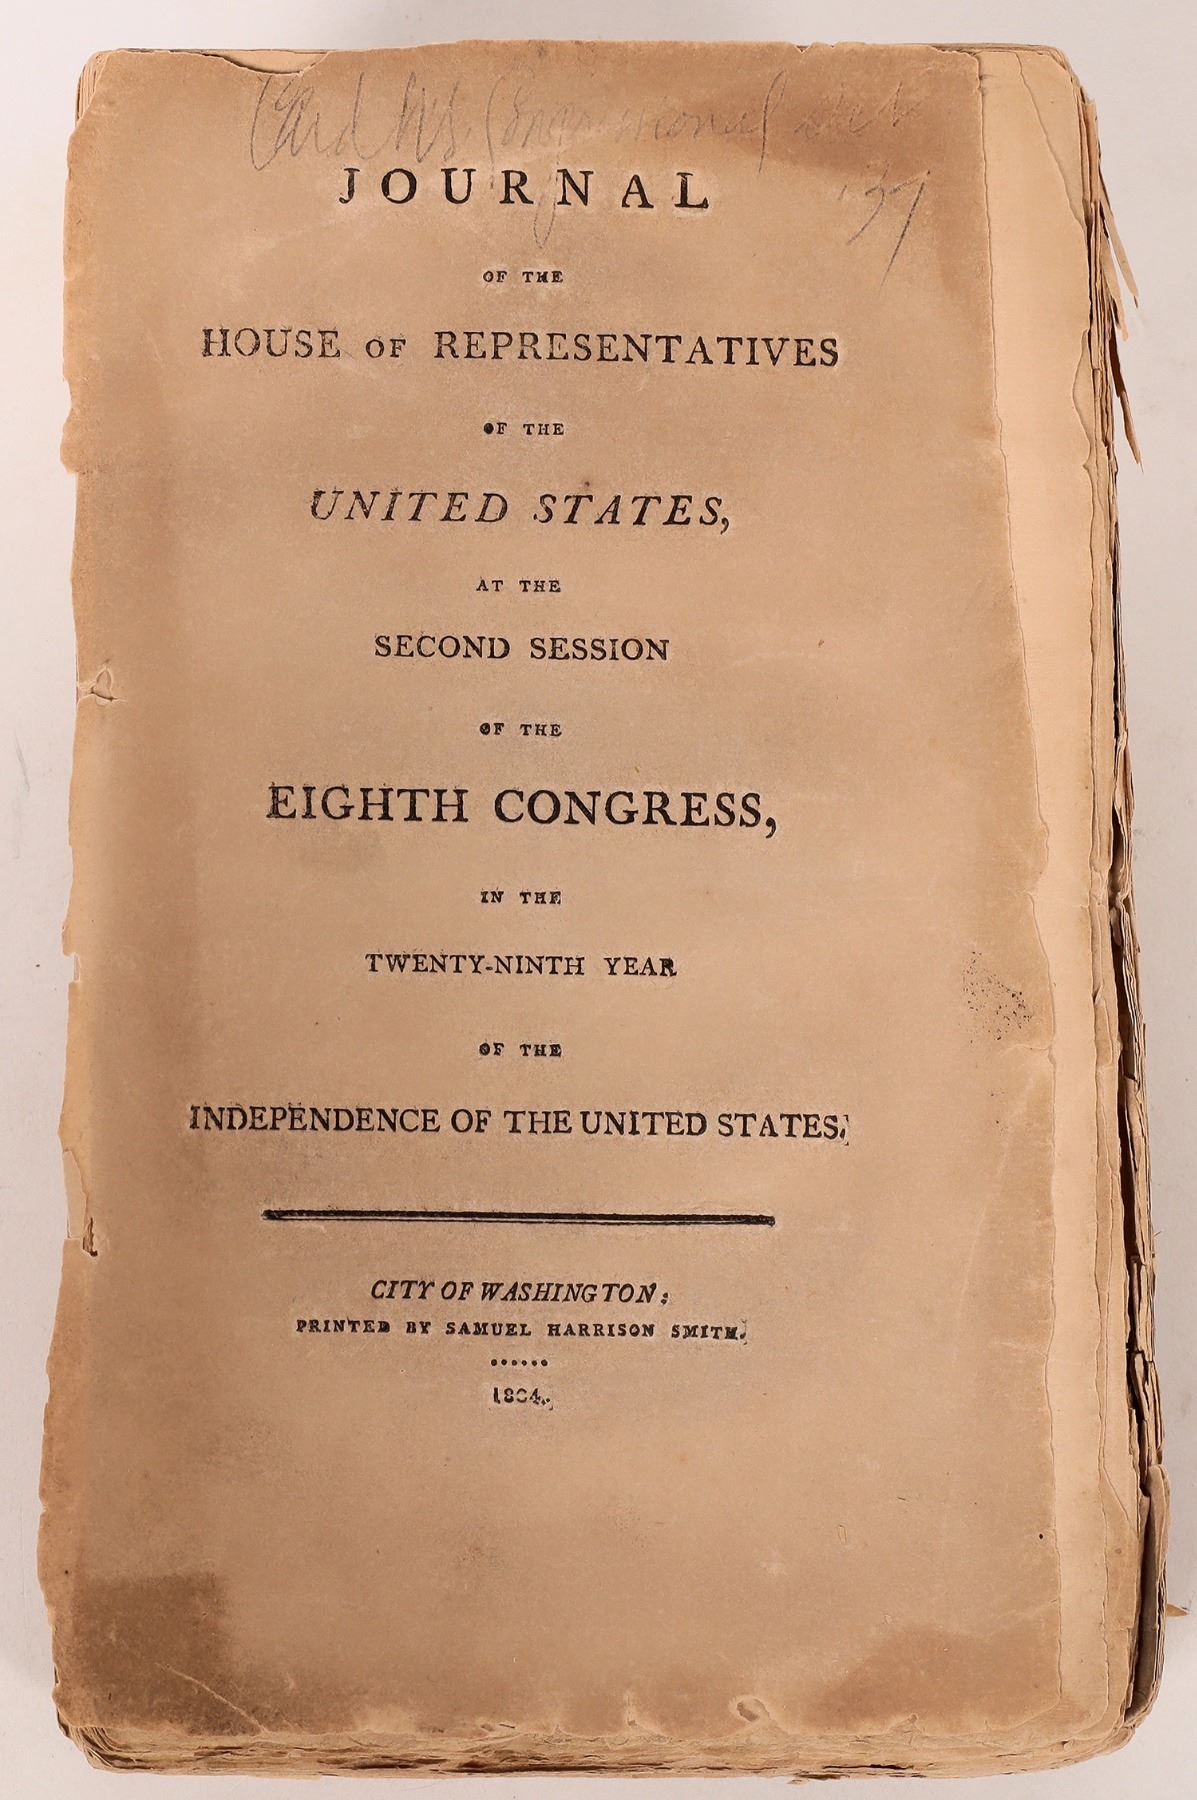 Congressional
'37
JOURNAL
OF THE
HOUSE OF REPRESENTATIVES
OF THE
UNITED STATES,
AT THE
SECOND SESSION
OF THE
EIGHTH CONGRESS,
IN THE
TWENTY-NINTH YEAR
OF THE
INDEPENDENCE OF THE UNITED STATES.
CITY OF WASHINGTON:
PRINTED BY SAMUEL HARRISON SMITH.
......
1804.